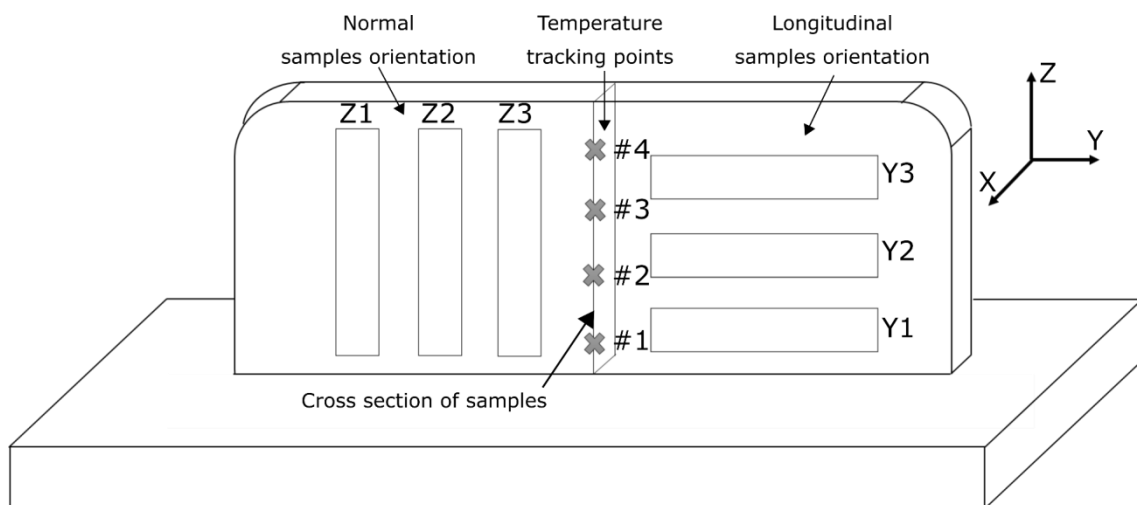 Normal
samples orientation
Temperature
tracking points
Longitudinal
samples orientation
Z
Y
X
Z1 Z2 Z3
#4
#3
#2
#1
Y3
Y2
Y1
Cross section of samples